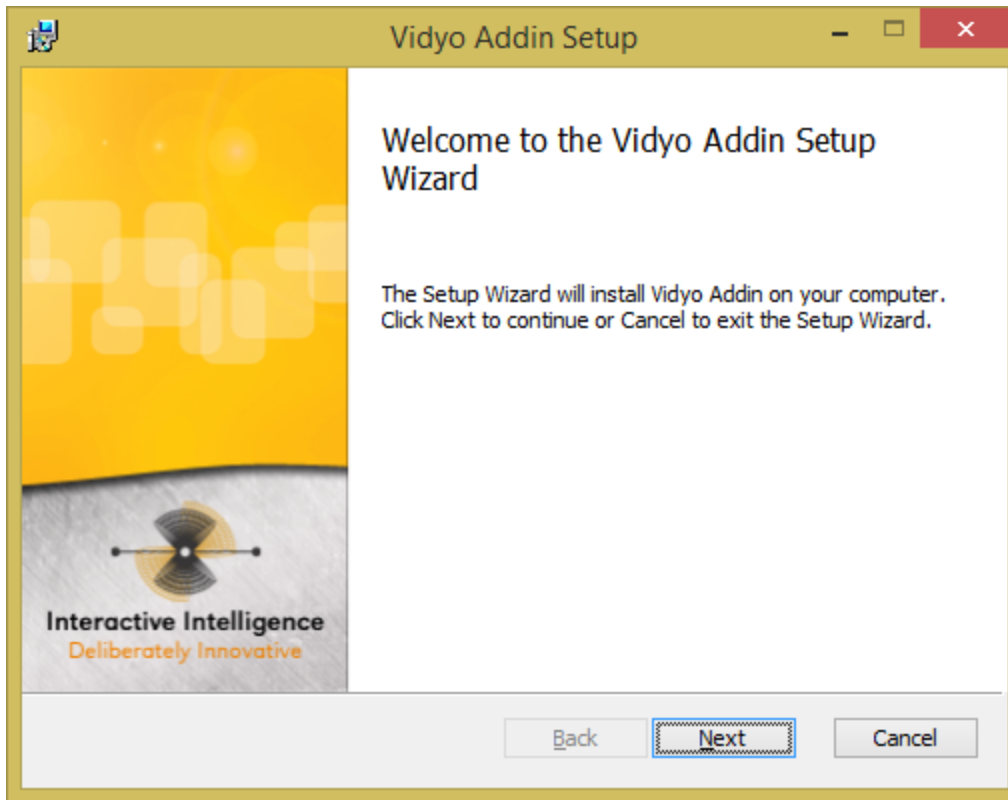 Vidyo Addin Setup
Welcome to the Vidyo Addin Setup
Wizard
The Setup Wizard will install Vidyo Addin on your computer.
Click Next to continue or Cancel to exit the Setup Wizard.
Interactive Intelligence
Deliberately Innovative
Back
Next
Cancel